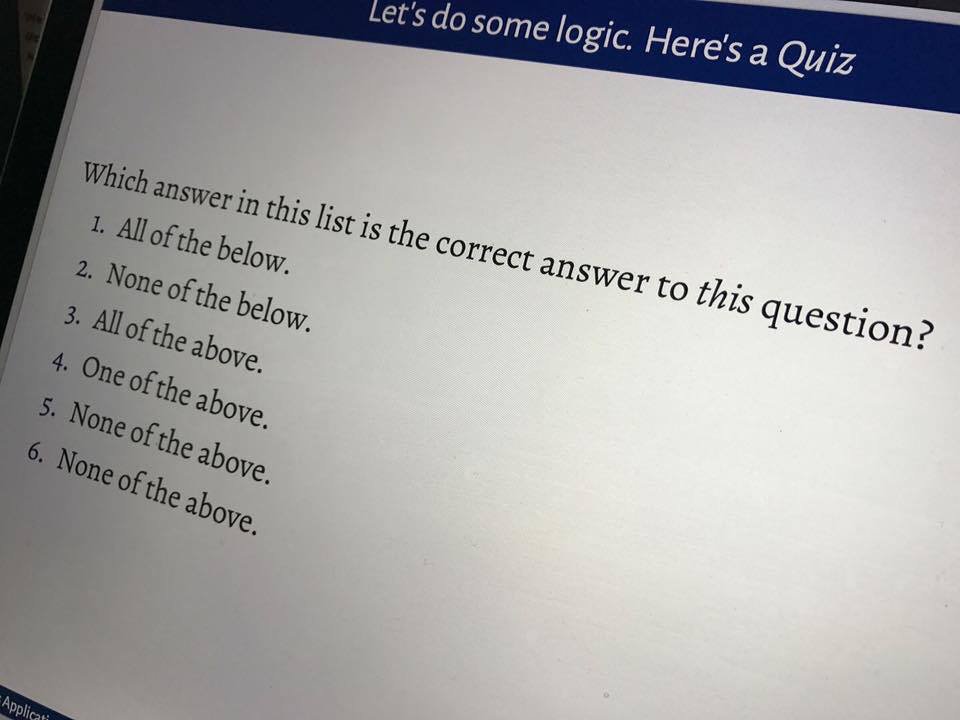 Let's do some logic. Here's a Quiz
Which answer in this list is the correct answer to this question?
1. All of the below.
2. None of the below.
3. All of the above.
4. One of the above.
5. None of the above.
6. None of the above.